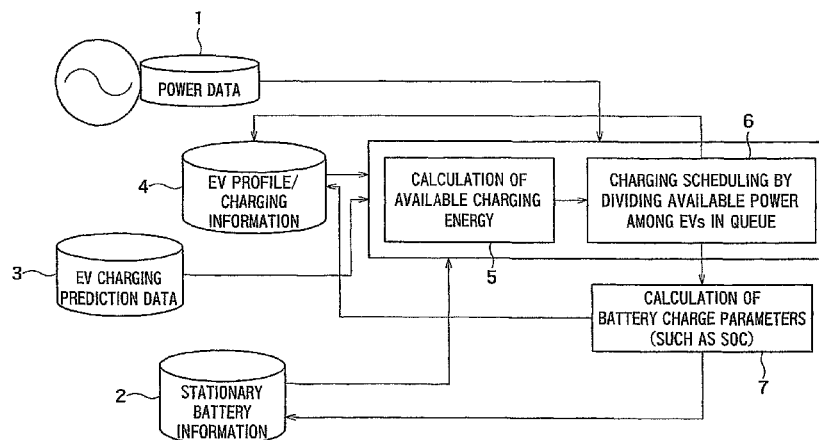 1
POWER DATA
6
4
EV PROFILE/
CHARGING
INFORMATION
CALCULATION OF
AVAILABLE CHARGING
ENERGY
CHARGING SCHEDULING BY
DIVIDING AVAILABLE POWER
AMONG EVs IN QUEUE
5
3
EV CHARGING
PREDICTION DATA
CALCULATION OF
BATTERY CHARGE PARAMETERS
(SUCH AS SOC)
7
2
STATIONARY
BATTERY
INFORMATION